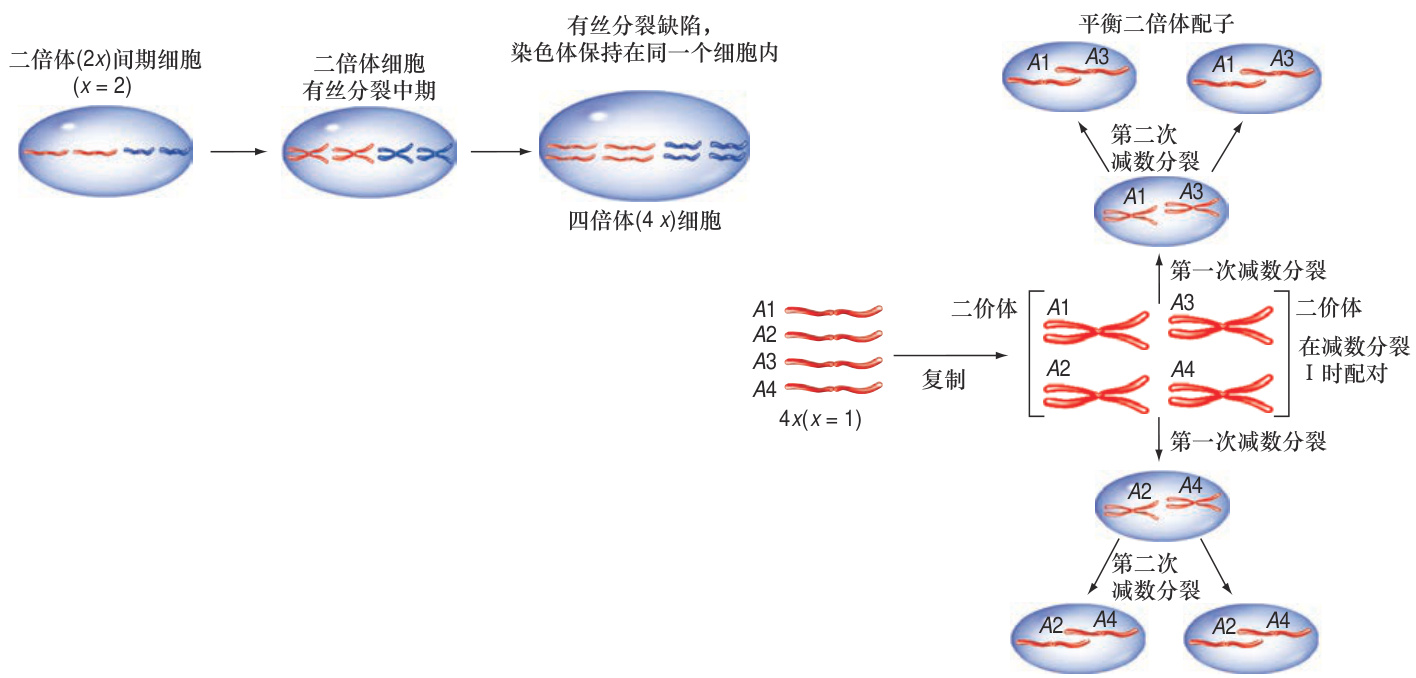 二倍体(2x)间期细胞
(x = 2)
二倍体细胞
有丝分裂中期
有丝分裂缺陷，
染色体保持在同一个细胞内
四倍体(4 x)细胞
平衡二倍体配子
A1
A3
A1
A3
第二次
减数分裂
A1
A3
第一次减数分裂
A1
A2
A3
A4
4x(x = 1)
复制
二价体
A1
A3
A2
A4
二价体
在减数分裂
Ⅰ时配对
第一次减数分裂
A2
A4
第二次
减数分裂
A2
A4
A2
A4